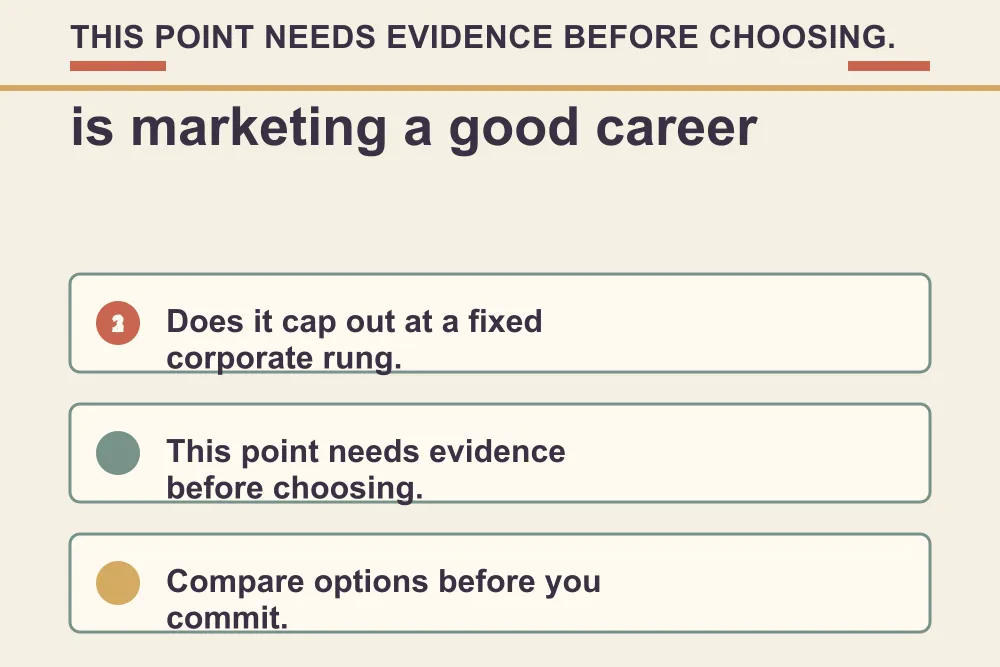 THIS POINT NEEDS EVIDENCE BEFORE CHOOSING.
is marketing a good career
Does it cap out at a fixed
corporate rung.
This point needs evidence
before choosing.
Compare options before you
commit.